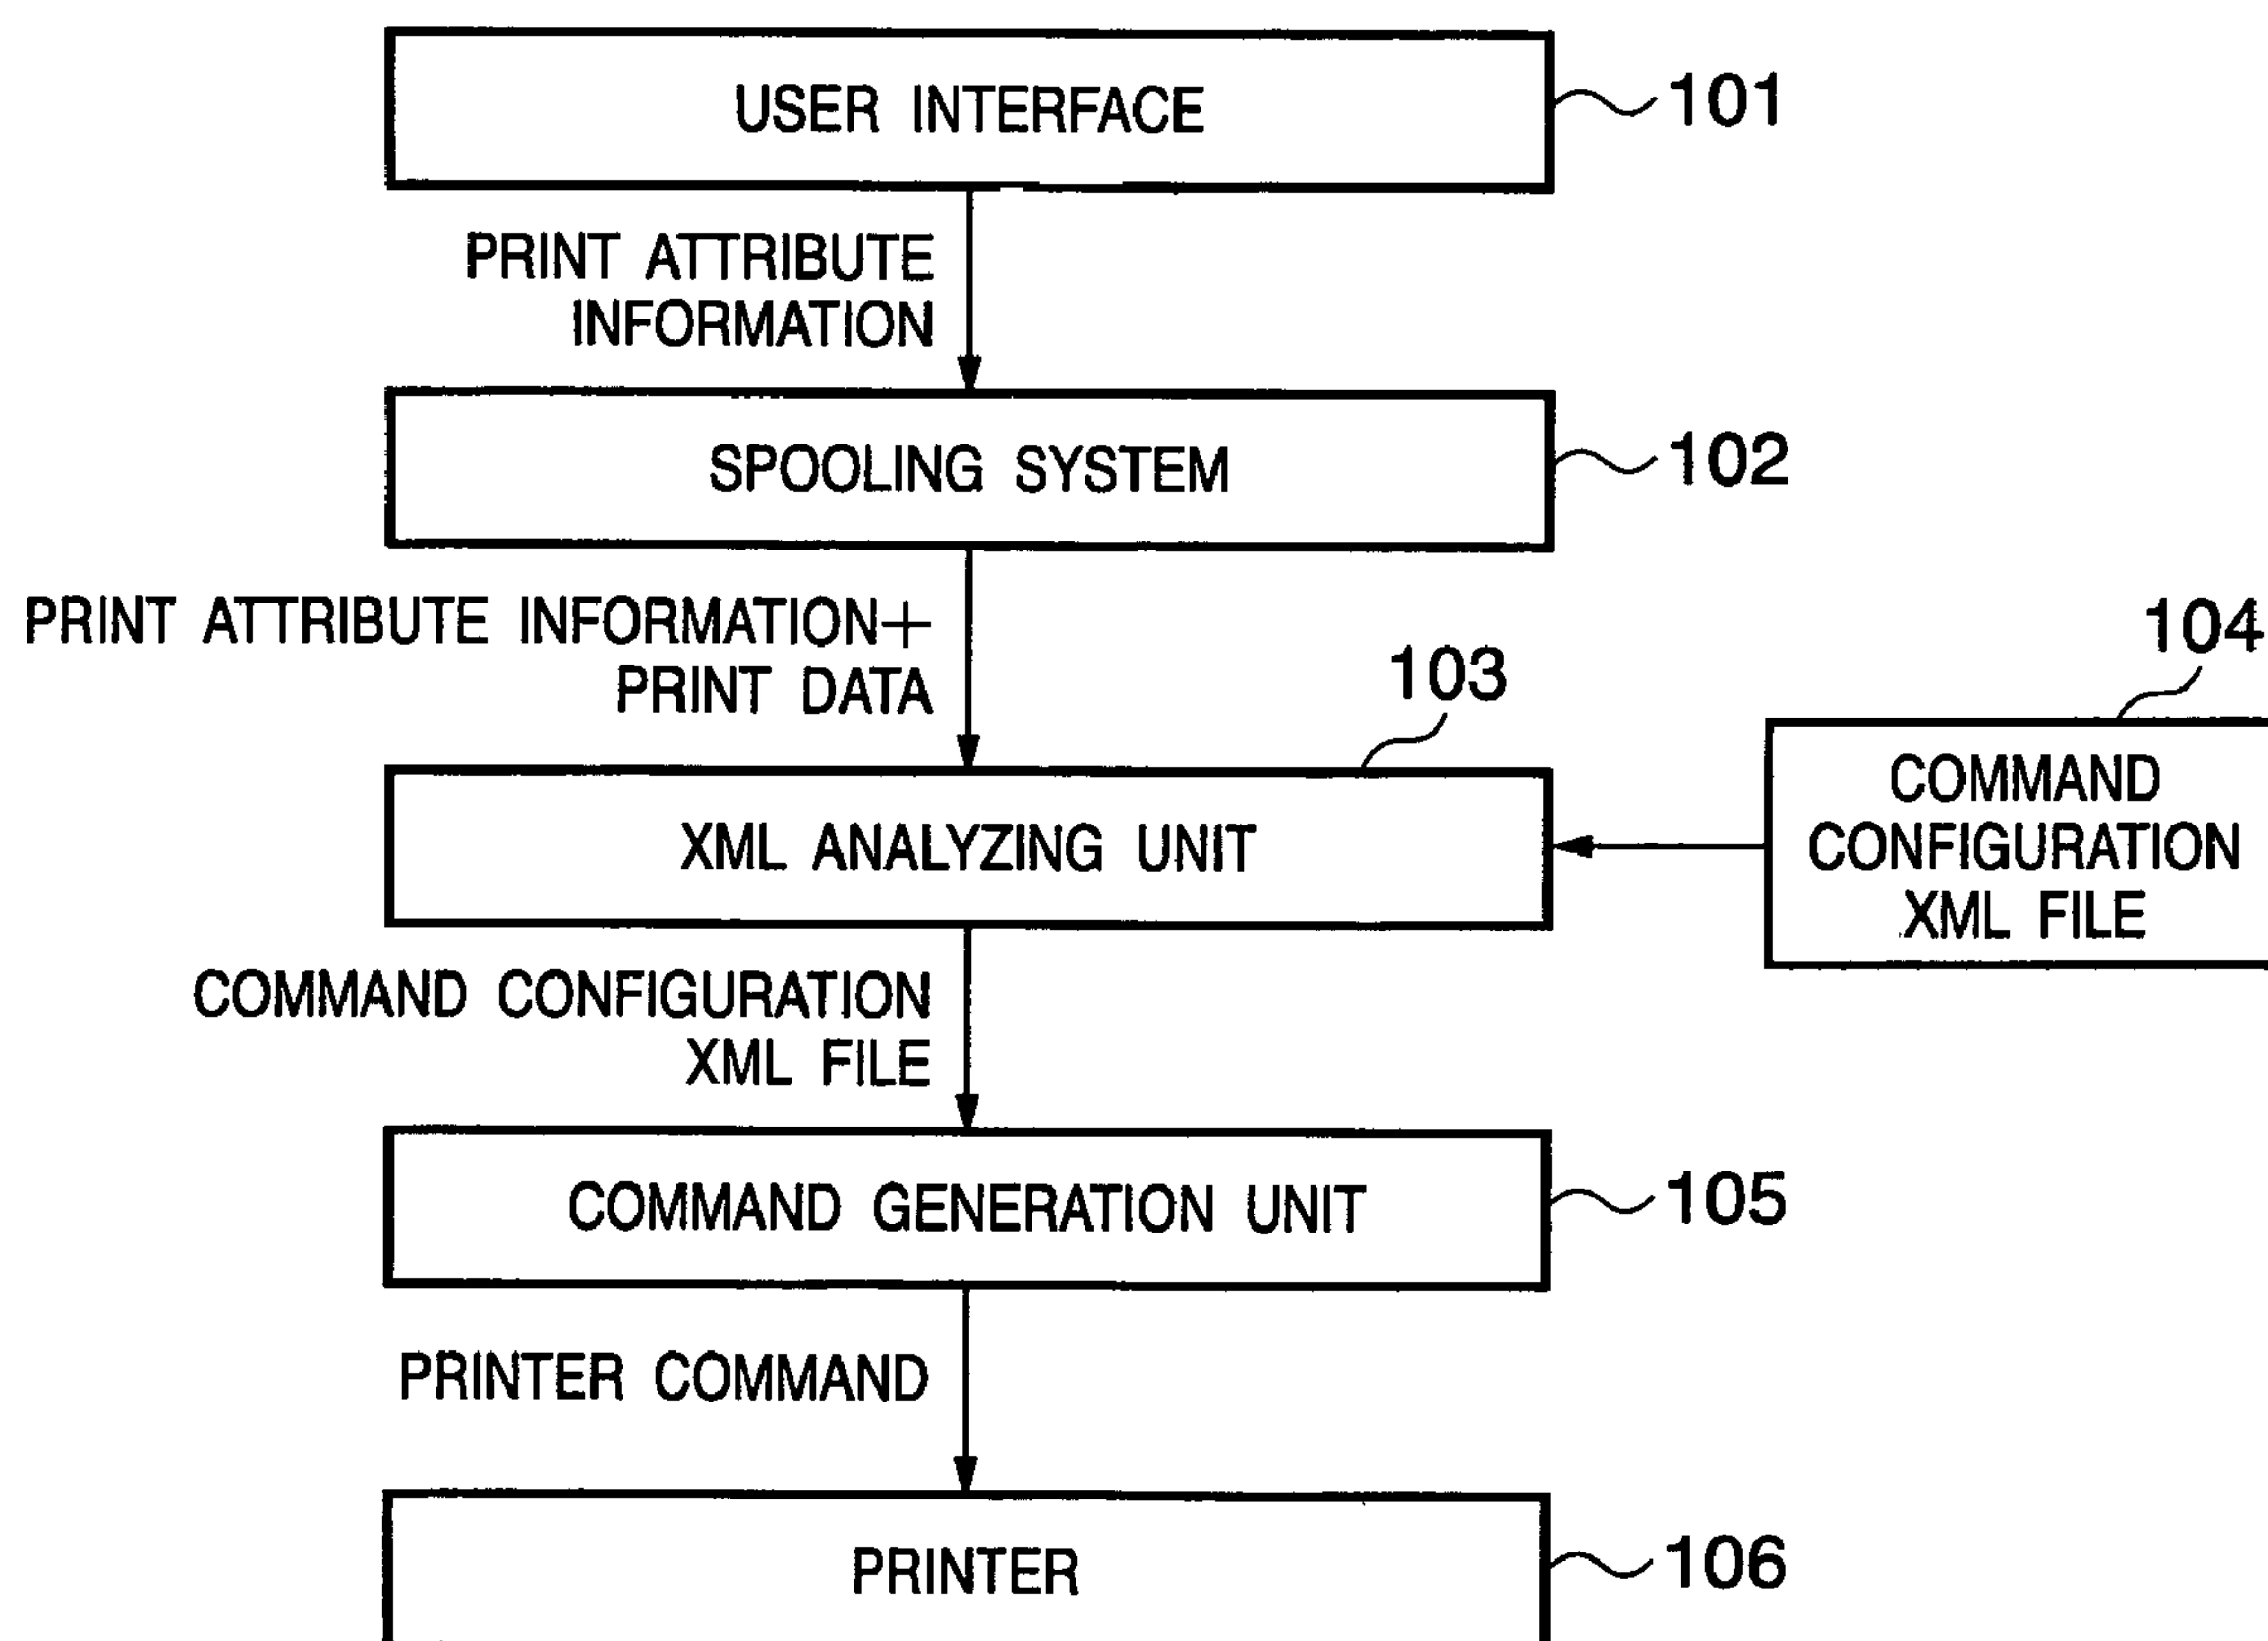 USER INTERFACE
101
PRINT ATTRIBUTE
INFORMATION
SPOOLING SYSTEM
102
PRINT ATTRIBUTE INFORMATION+
PRINT DATA
103
104
XML ANALYZING UNIT
COMMAND
CONFIGURATION
XML FILE
COMMAND CONFIGURATION
XML FILE
COMMAND GENERATION UNIT
105
PRINTER COMMAND
PRINTER
106